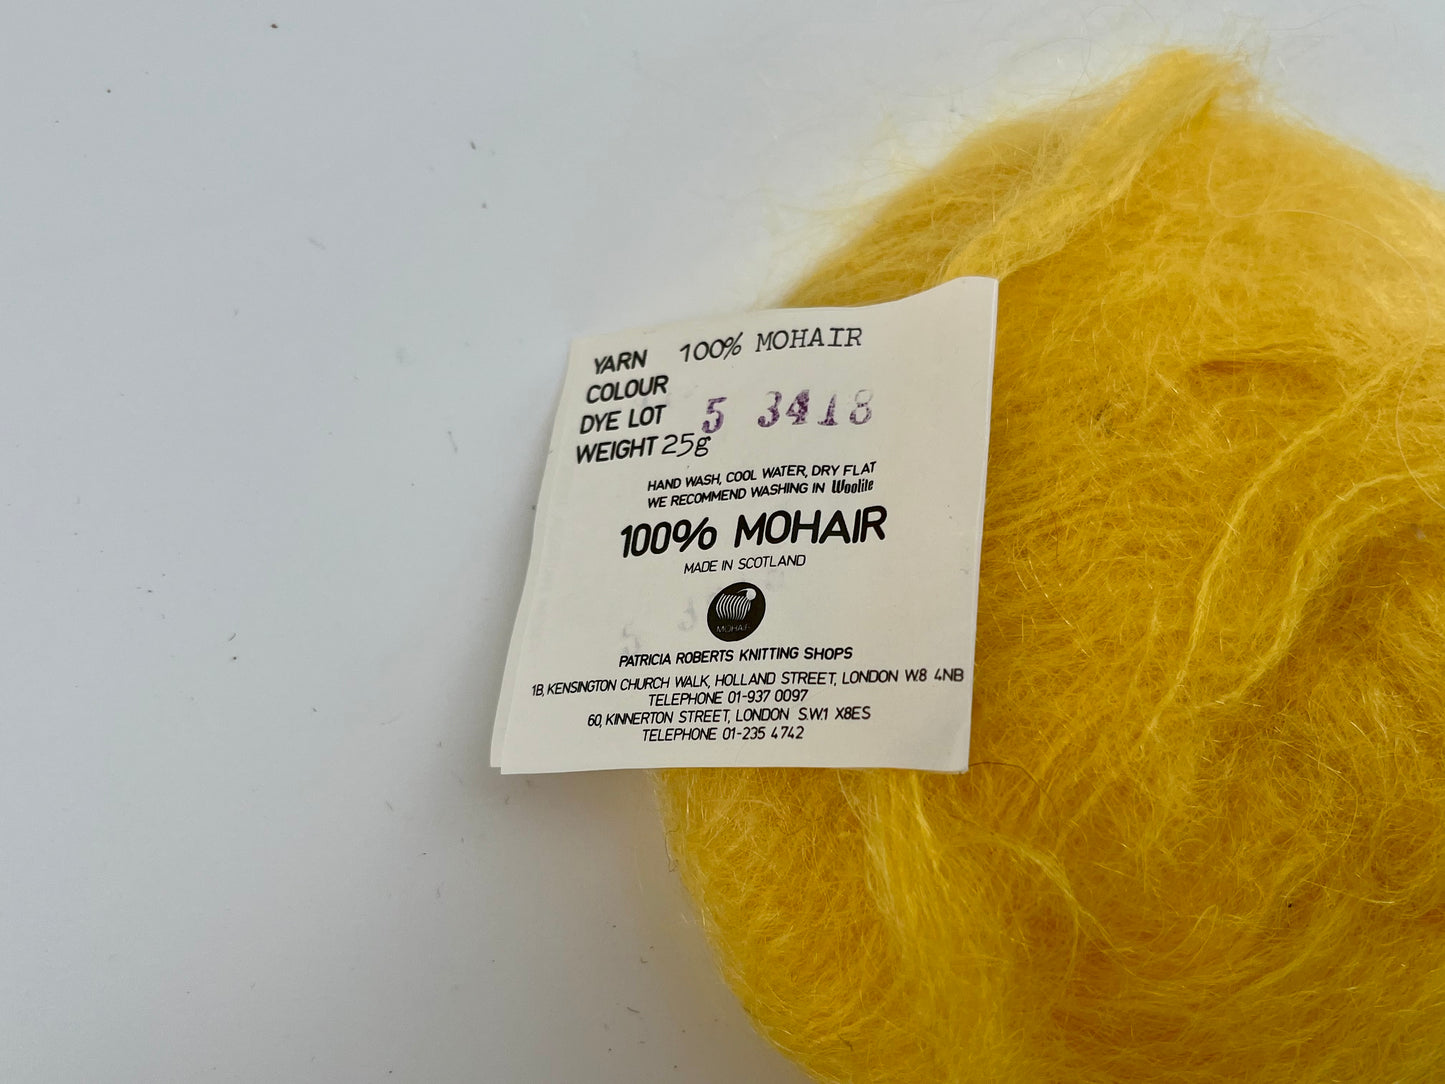 YARN 100% MOHAIR
COLOUR
DYE LOT 5 3418
WEIGHT 25g
HAND WASH, COOL WATER, DRY FLAT
WE RECOMMEND WASHING IN Woolite
100% MOHAIR
MADE IN SCOTLAND
MOHAIR
PATRICIA ROBERTS KNITTING SHOPS
1B, KENSINGTON CHURCH WALK, HOLLAND STREET, LONDON W.8 4NB
TELEPHONE 01-937 0097
60, KINNERTON STREET, LONDON S.W.1 X8ES
TELEPHONE 01-235 4742